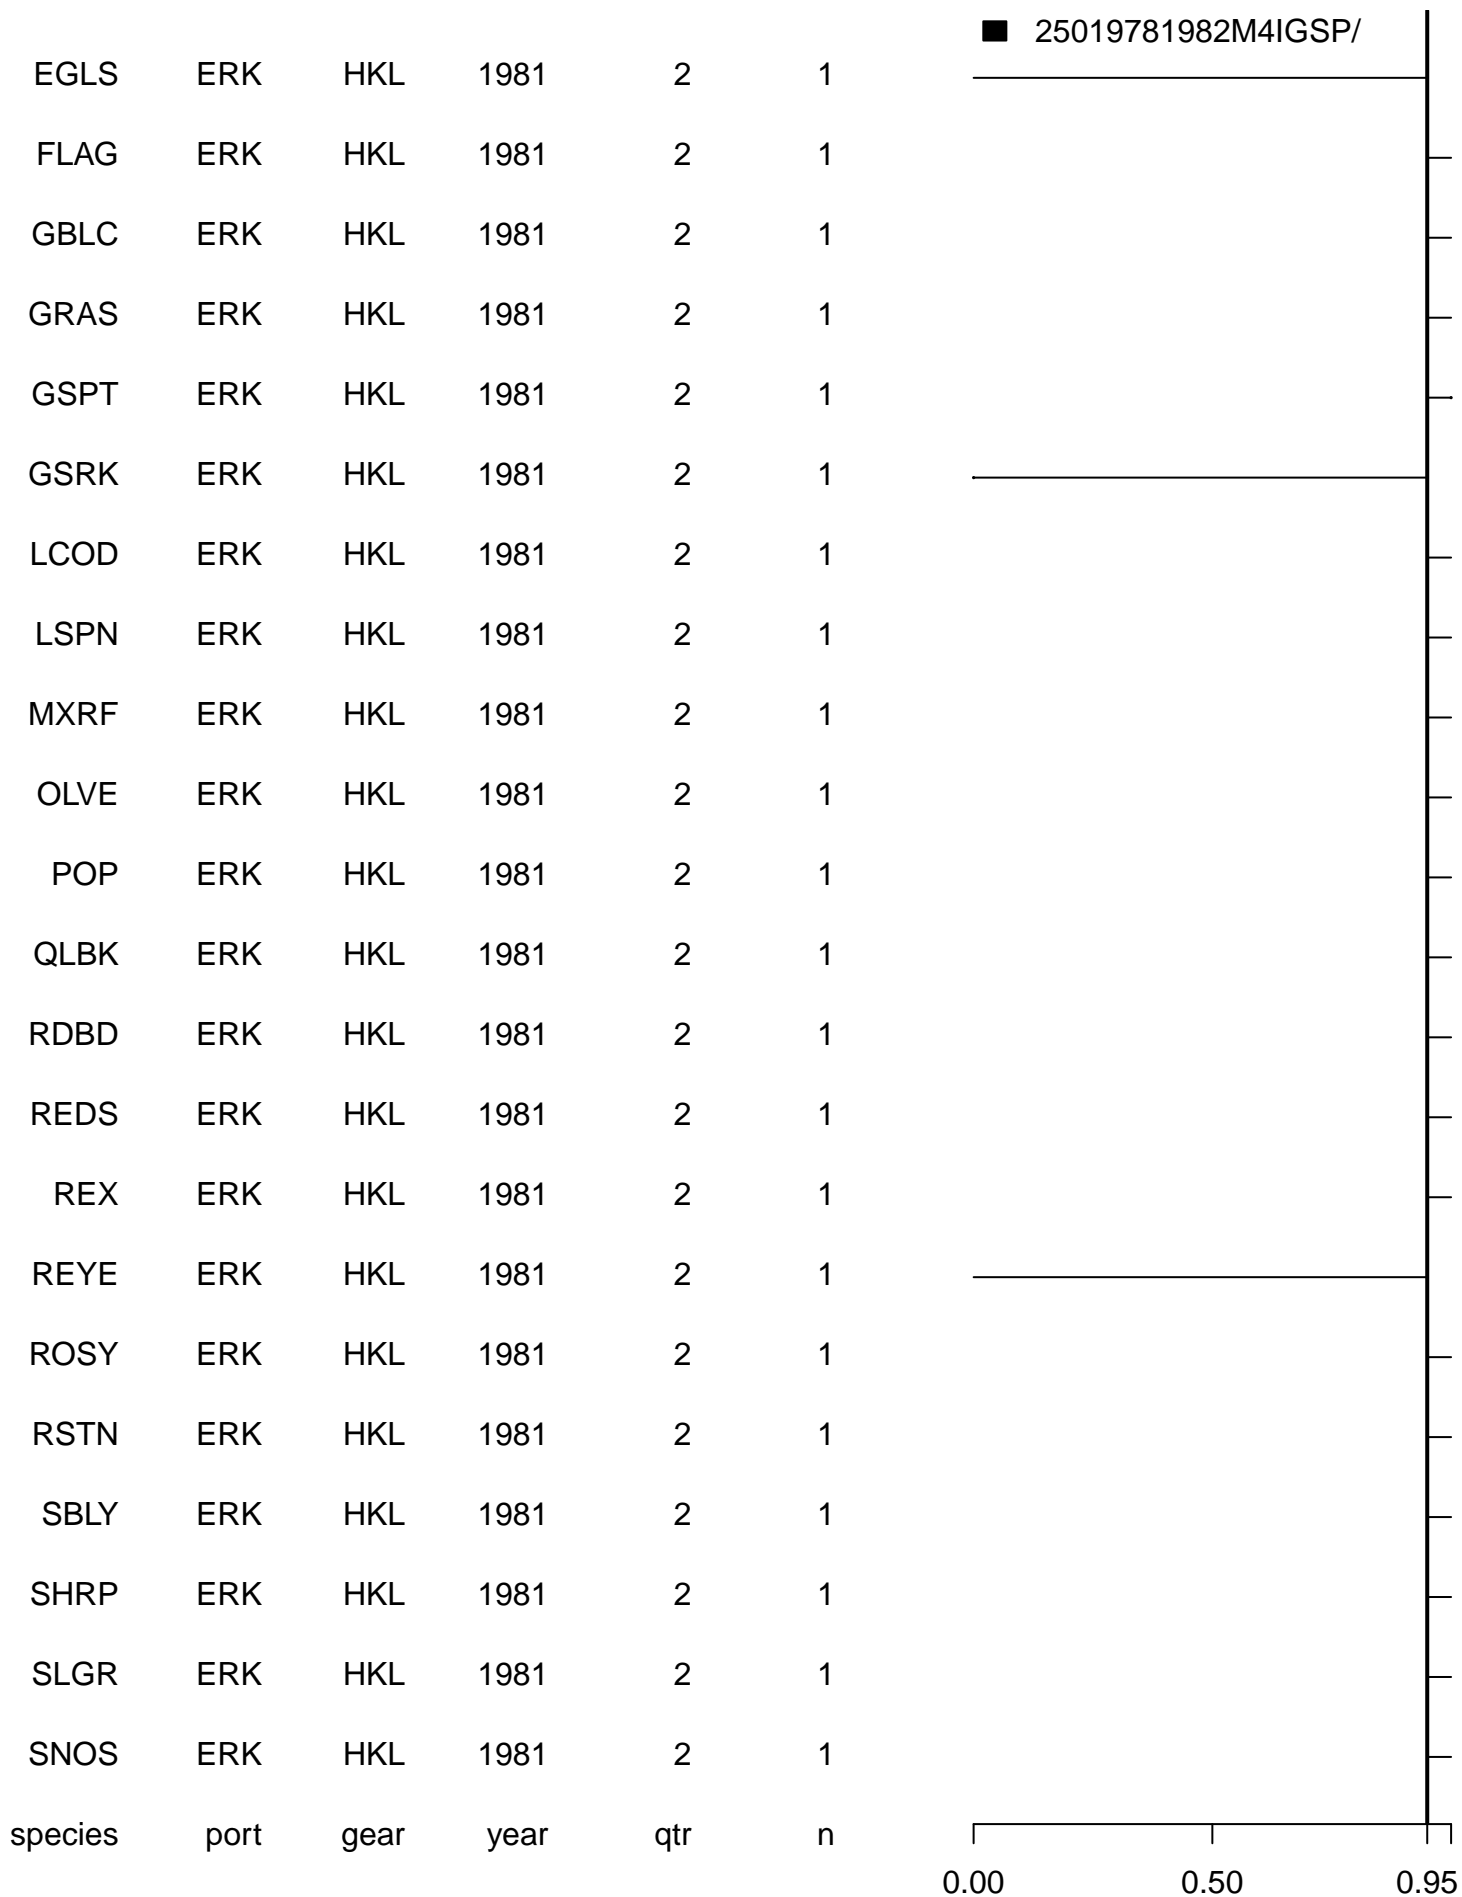 25019781982M4IGSP/
EGLS ERK HKL 1981 2 1
FLAG ERK HKL 1981 2 1
GBLC ERK HKL 1981 2 1
GRAS ERK HKL 1981 2 1
GSPT ERK HKL 1981 2 1
GSRK ERK HKL 1981 2 1
LCOD ERK HKL 1981 2 1
LSPN ERK HKL 1981 2 1
MXRF ERK HKL 1981 2 1
OLVE ERK HKL 1981 2 1
POP ERK HKL 1981 2 1
QLBK ERK HKL 1981 2 1
RDBD ERK HKL 1981 2 1
REDS ERK HKL 1981 2 1
REX ERK HKL 1981 2 1
REYE ERK HKL 1981 2 1
ROSY ERK HKL 1981 2 1
RSTN ERK HKL 1981 2 1
SBLY ERK HKL 1981 2 1
SHRP ERK HKL 1981 2 1
SLGR ERK HKL 1981 2 1
SNOS ERK HKL 1981 2 1
species port gear year qtr n
0.00 0.50 0.95